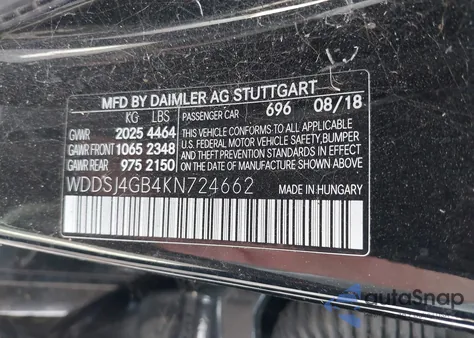 MFD BY DAIMLER AG STUTTGART
KG LBS PASSENGER CAR 696 08/18
GVWR 2025 4464 THIS VEHICLE CONFORMS TO ALL APPLICABLE
GAWR FRONT 1065 2348 U.S. FEDERAL MOTOR VEHICLE SAFETY, BUMPER
GAWR REAR 975 2150 AND THEFT PREVENTION STANDARDS IN EFFECT
ON THE DATE OF MANUFACTURE SHOWN ABOVE
WDDSJ4GB4KN724662 MADE IN HUNGARY
autaSnap